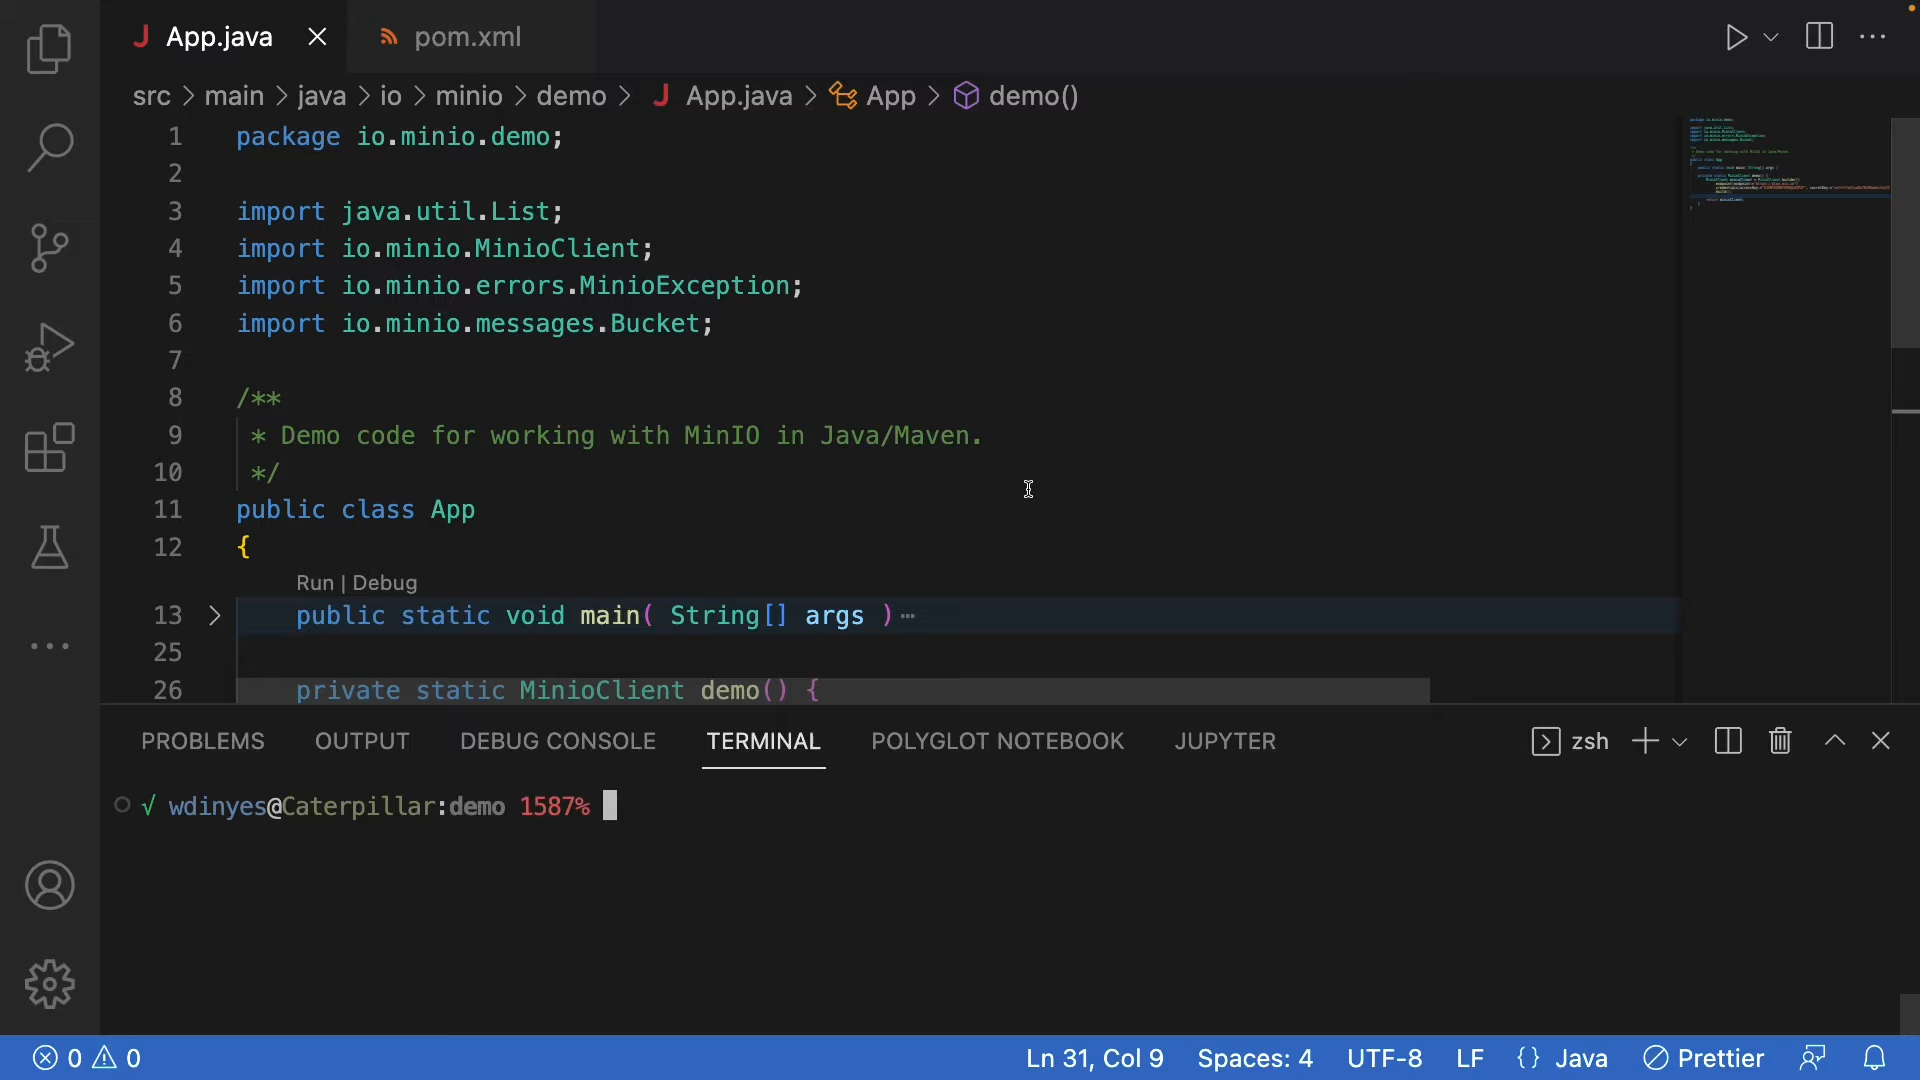 App.java
pom.xml
src > main > java > io > minio > demo > App.java > App > demo()
1 package io.minio.demo;
2
3 import java.util.List;
4 import io.minio.MinioClient;
5 import io.minio.errors.MinioException;
6 import io.minio.messages.Bucket;
7
8 /**
9 * Demo code for working with MinIO in Java/Maven.
10 */
11 public class App
12 {
Run | Debug
13 public static void main( String[] args )⋯
25
26 private static MinioClient demo() {
PROBLEMS OUTPUT DEBUG CONSOLE TERMINAL POLYGLOT NOTEBOOK JUPYTER zsh
√ wdinyes@Caterpillar:demo 1587%
0 0 Ln 31, Col 9 Spaces: 4 UTF-8 LF {} Java Prettier